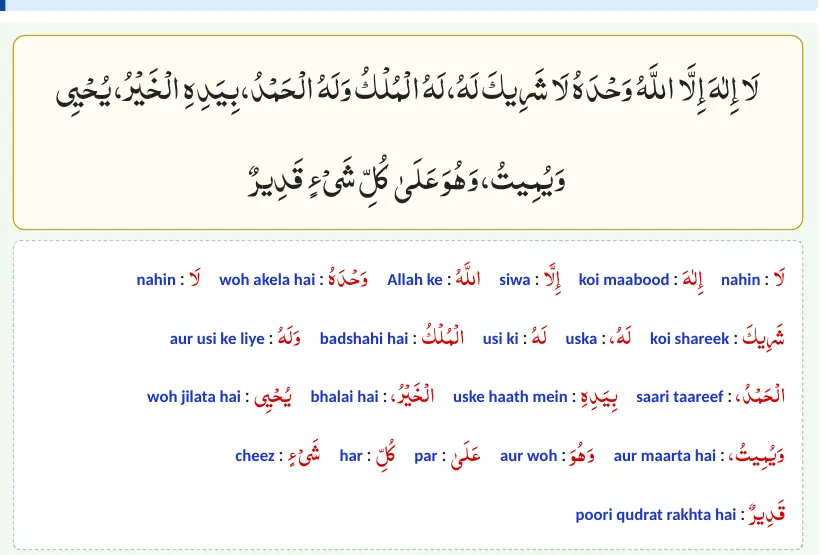 لَا إِلٰهَ إِلَّا اللَّهُ وَحْدَهُ لَا شَرِيكَ لَهُ، لَهُ الْمُلْكُ وَلَهُ الْحَمْدُ، بِيَدِهِ الْخَيْرُ، يُحْيِي
وَيُمِيتُ، وَهُوَ عَلَىٰ كُلِّ شَيْءٍ قَدِيرٌ
لَا : nahin إِلٰهَ : koi maabood إِلَّا : siwa اللَّهُ : Allah ke وَحْدَهُ : woh akela hai لَا : nahin
شَرِيكَ : koi shareek لَهُ، : uska لَهُ : usi ki الْمُلْكُ : badshahi hai وَلَهُ : aur usi ke liye
الْحَمْدُ، : saari taareef بِيَدِهِ : uske haath mein الْخَيْرُ، : bhalai hai يُحْيِي : woh jilata hai
وَيُمِيتُ، : aur maarta hai وَهُوَ : aur woh عَلَىٰ : par كُلِّ : har شَيْءٍ : cheez
قَدِيرٌ : poori qudrat rakhta hai